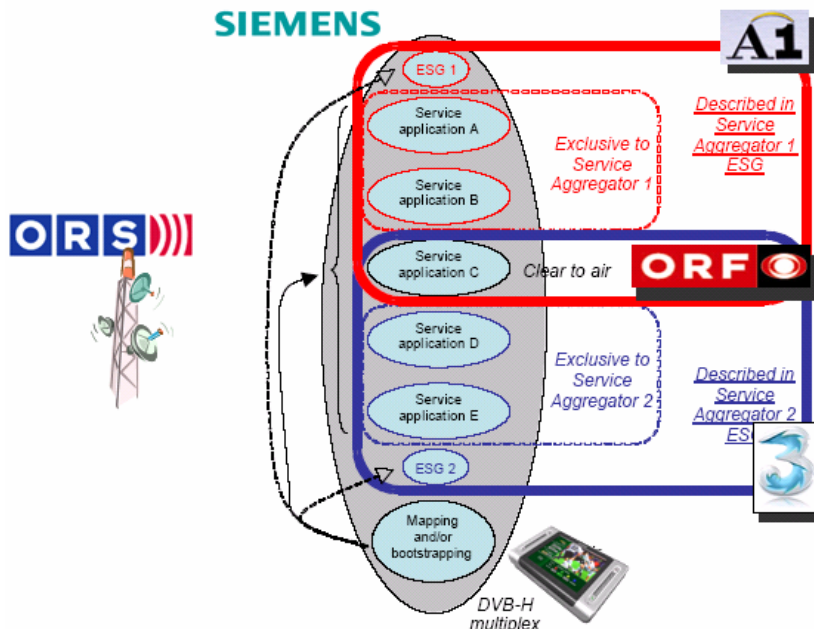 SIEMENS
A1
ESG 1
Service
application A
Exclusive to
Service
Aggregator 1
Described in
Service
Aggregator 1
ESG
Service
application B
ORS
Service
application C
Clear to air
ORF
Service
application D
Exclusive to
Service
Aggregator 2
Described in
Service
Aggregator 2
Service
application E
ESG 2
3
Mapping
and/or
bootstrapping
DVB-H
multiplex